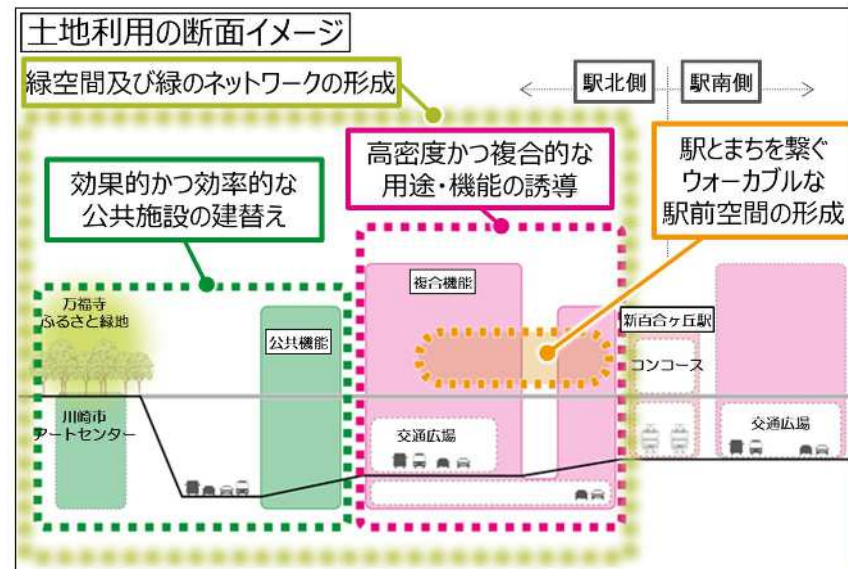 土地利用の断面イメージ
緑空間及び緑のネットワークの形成
駅北側
駅南側
高密度かつ複合的な
用途・機能の誘導
駅とまちを繋ぐ
ウォーカブルな
駅前空間の形成
効果的かつ効率的な
公共施設の建替え
万福寺
ふるさと緑地
公共機能
複合機能
新百合ヶ丘駅
コンコース
川崎市
アートセンター
交通広場
交通広場